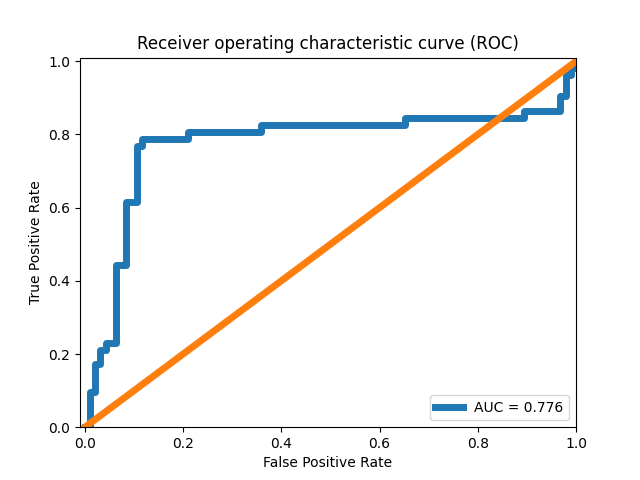 Receiver operating characteristic curve (ROC)
True Positive Rate
1.0
0.8
0.6
0.4
0.2
0.0
0.0 0.2 0.4 0.6 0.8 1.0
False Positive Rate
AUC = 0.776